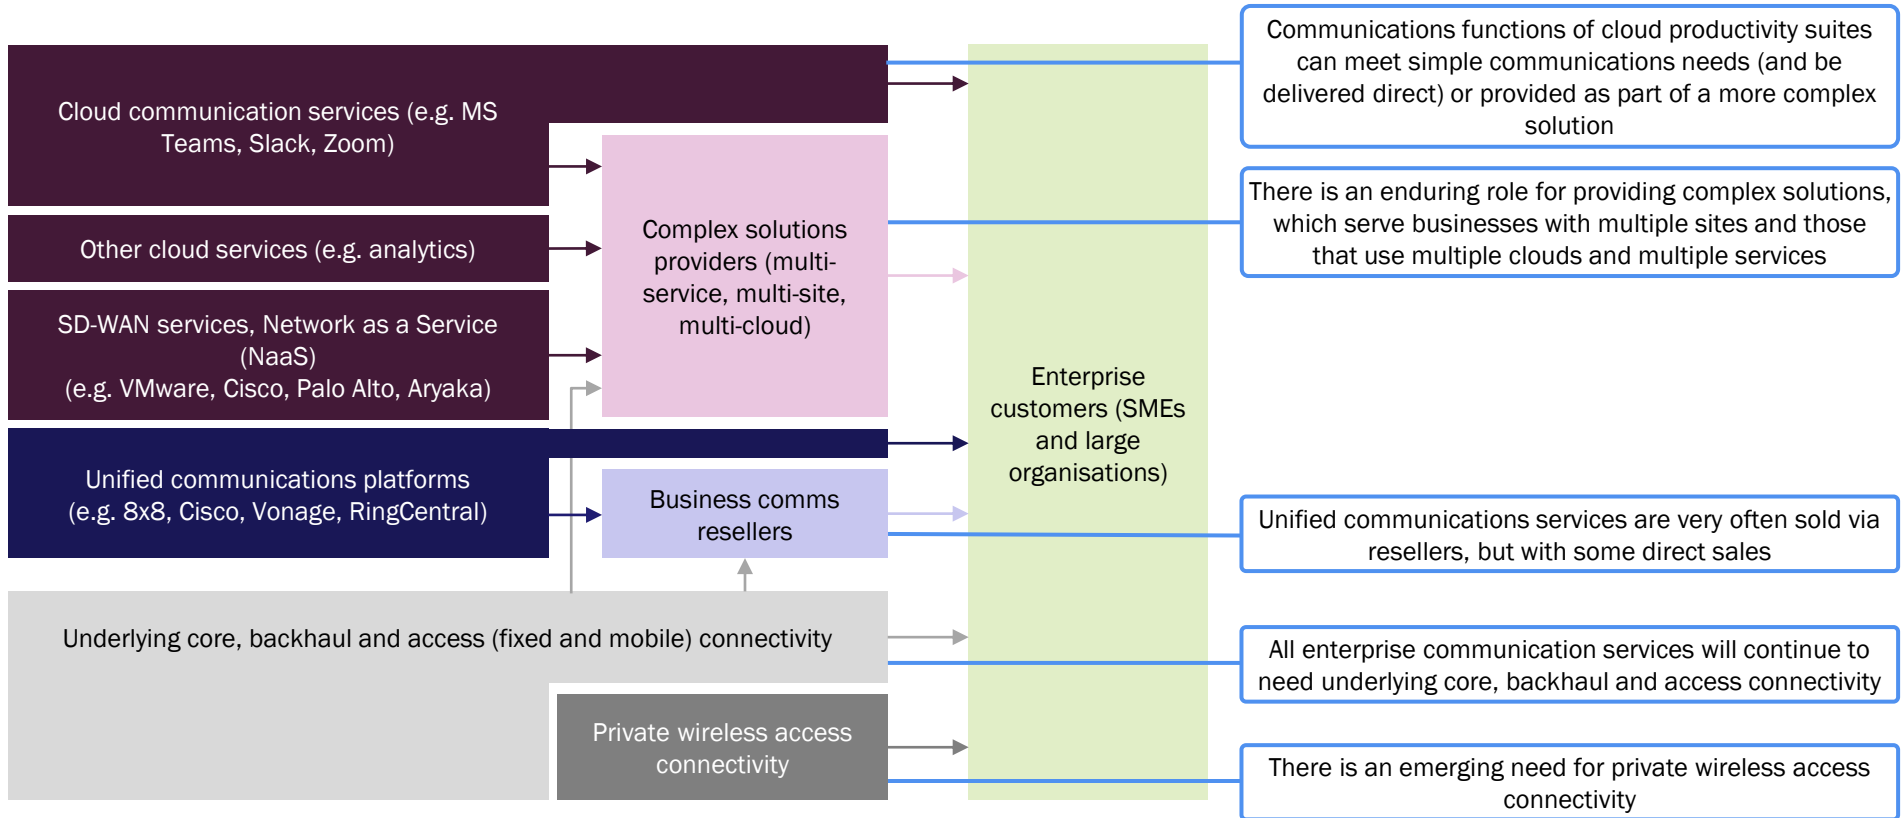 Cloud communication services (e.g. MS
Teams, Slack, Zoom)
Other cloud services (e.g. analytics)
SD-WAN services, Network as a Service
(NaaS)
(e.g. VMware, Cisco, Palo Alto, Aryaka)
Unified communications platforms
(e.g. 8x8, Cisco, Vonage, RingCentral)
Underlying core, backhaul and access (fixed and mobile) connectivity
Complex solutions
providers (multi-
service, multi-site,
multi-cloud)
Business comms
resellers
Private wireless access
connectivity
Enterprise
customers (SMEs
and large
organisations)
Communications functions of cloud productivity suites
can meet simple communications needs (and be
delivered direct) or provided as part of a more complex
solution
There is an enduring role for providing complex solutions,
which serve businesses with multiple sites and those
that use multiple clouds and multiple services
Unified communications services are very often sold via
resellers, but with some direct sales
All enterprise communication services will continue to
need underlying core, backhaul and access connectivity
There is an emerging need for private wireless access
connectivity